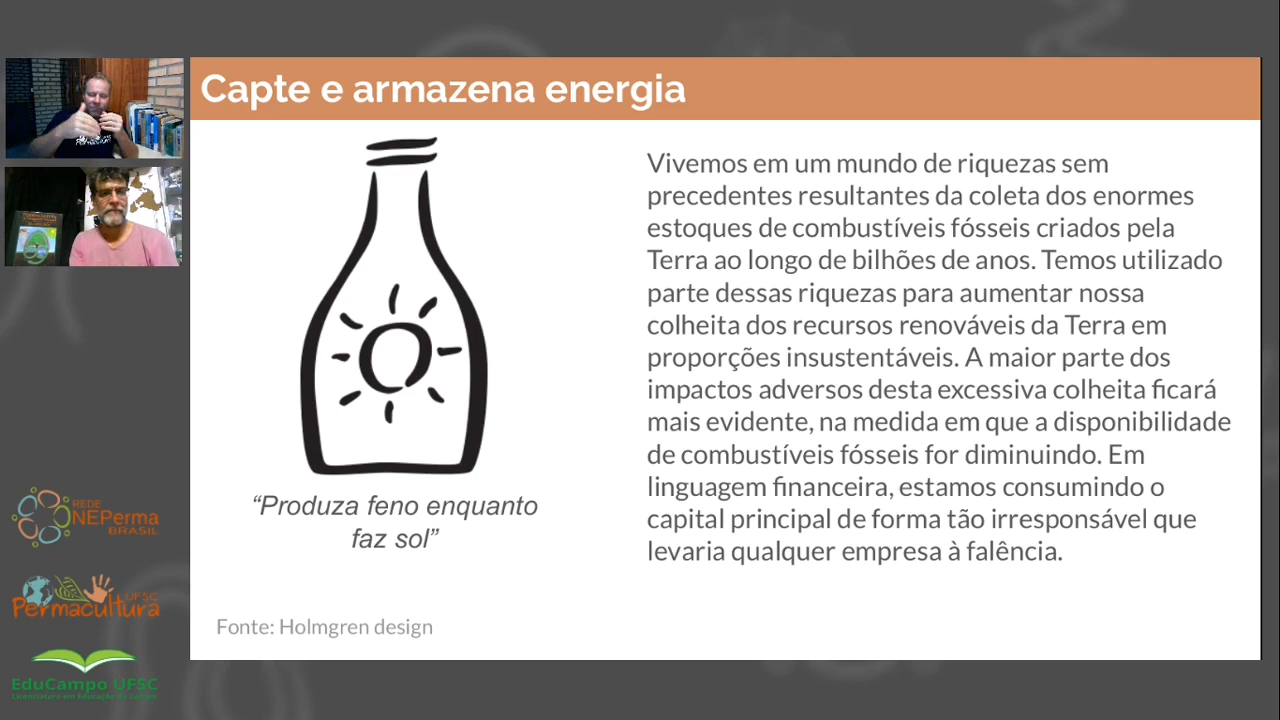 Capte e armazena energia
Vivemos em um mundo de riquezas sem
precedentes resultantes da coleta dos enormes
estoques de combustíveis fósseis criados pela
Terra ao longo de bilhões de anos. Temos utilizado
parte dessas riquezas para aumentar nossa
colheita dos recursos renováveis da Terra em
proporções insustentáveis. A maior parte dos
impactos adversos desta excessiva colheita ficará
mais evidente, na medida em que a disponibilidade
de combustíveis fósseis for diminuindo. Em
linguagem financeira, estamos consumindo o
capital principal de forma tão irresponsável que
levaria qualquer empresa à falência.
“Produza feno enquanto
faz sol”
Fonte: Holmgren design
REDE
NEPerma
BRASIL
UFSC
Permacultura
EduCampo UFSC
Licenciatura em Educação do Campo